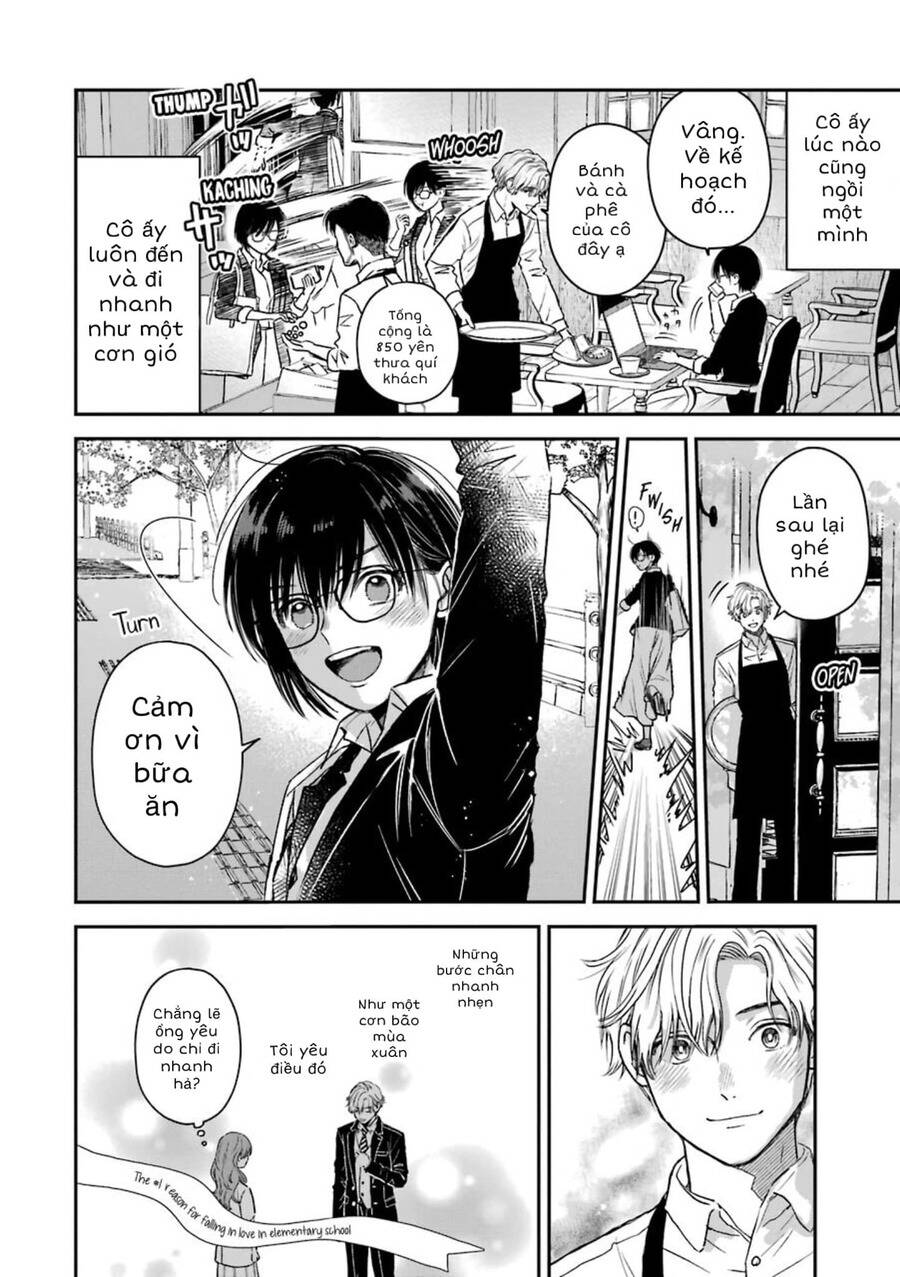 Cô ấy
lúc nào
cũng
ngồi
một
mình
vâng.
về kế
hoạch
đó...
Bánh
và cà
phê
của cô
đây ạ
WHOOSH
THUMP
KACHING
Tổng
cộng là
850 yên
thưa quí
khách
Cô ấy
luôn đến
và đi
nhanh
như một
cơn gió
Lần
sau lại
ghé
nhé
OPEN
FWISH
!
Turn
Cảm
ơn vì
bữa
ăn
Những
bước chân
nhanh
nhẹn
Như một
cơn bão
mùa
xuân
Tôi yêu
điều đó
Chẳng lẽ
ổng yêu
do chi đi
nhanh
hả?
The #1 reason for falling in love in elementary school